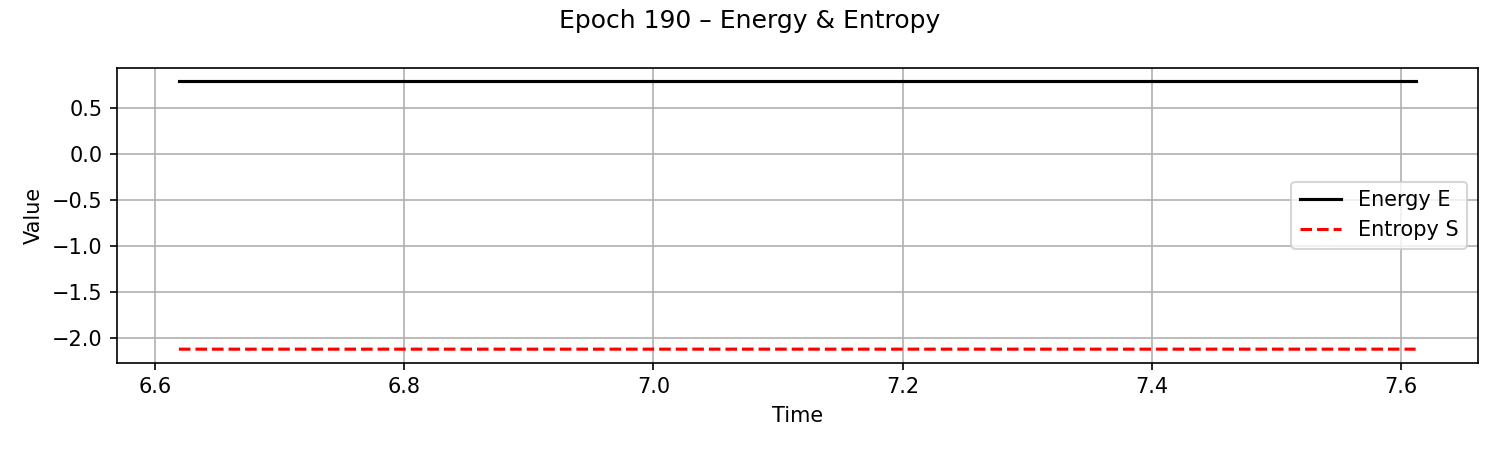 Epoch 190 – Energy & Entropy
Value
0.5
0.0
−0.5
−1.0
−1.5
−2.0
Energy E
Entropy S
6.6 6.8 7.0 7.2 7.4 7.6
Time